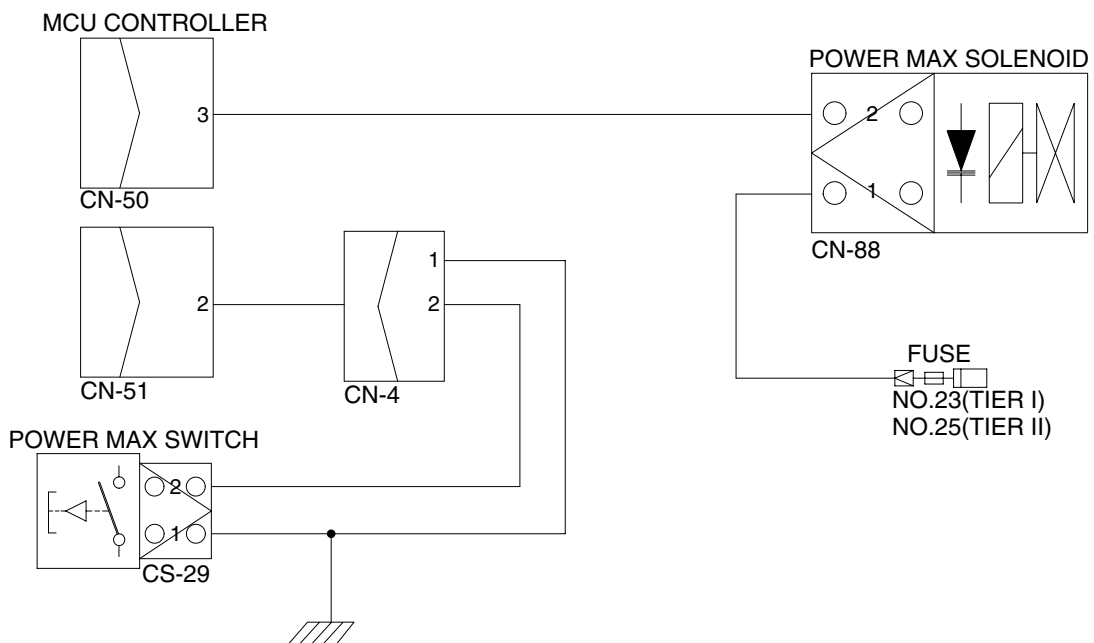 MCU CONTROLLER
3
CN-50
POWER MAX SOLENOID
2
1
CN-88
2
CN-51
1
2
CN-4
FUSE
NO.23(TIER I)
NO.25(TIER II)
POWER MAX SWITCH
2
1
CS-29